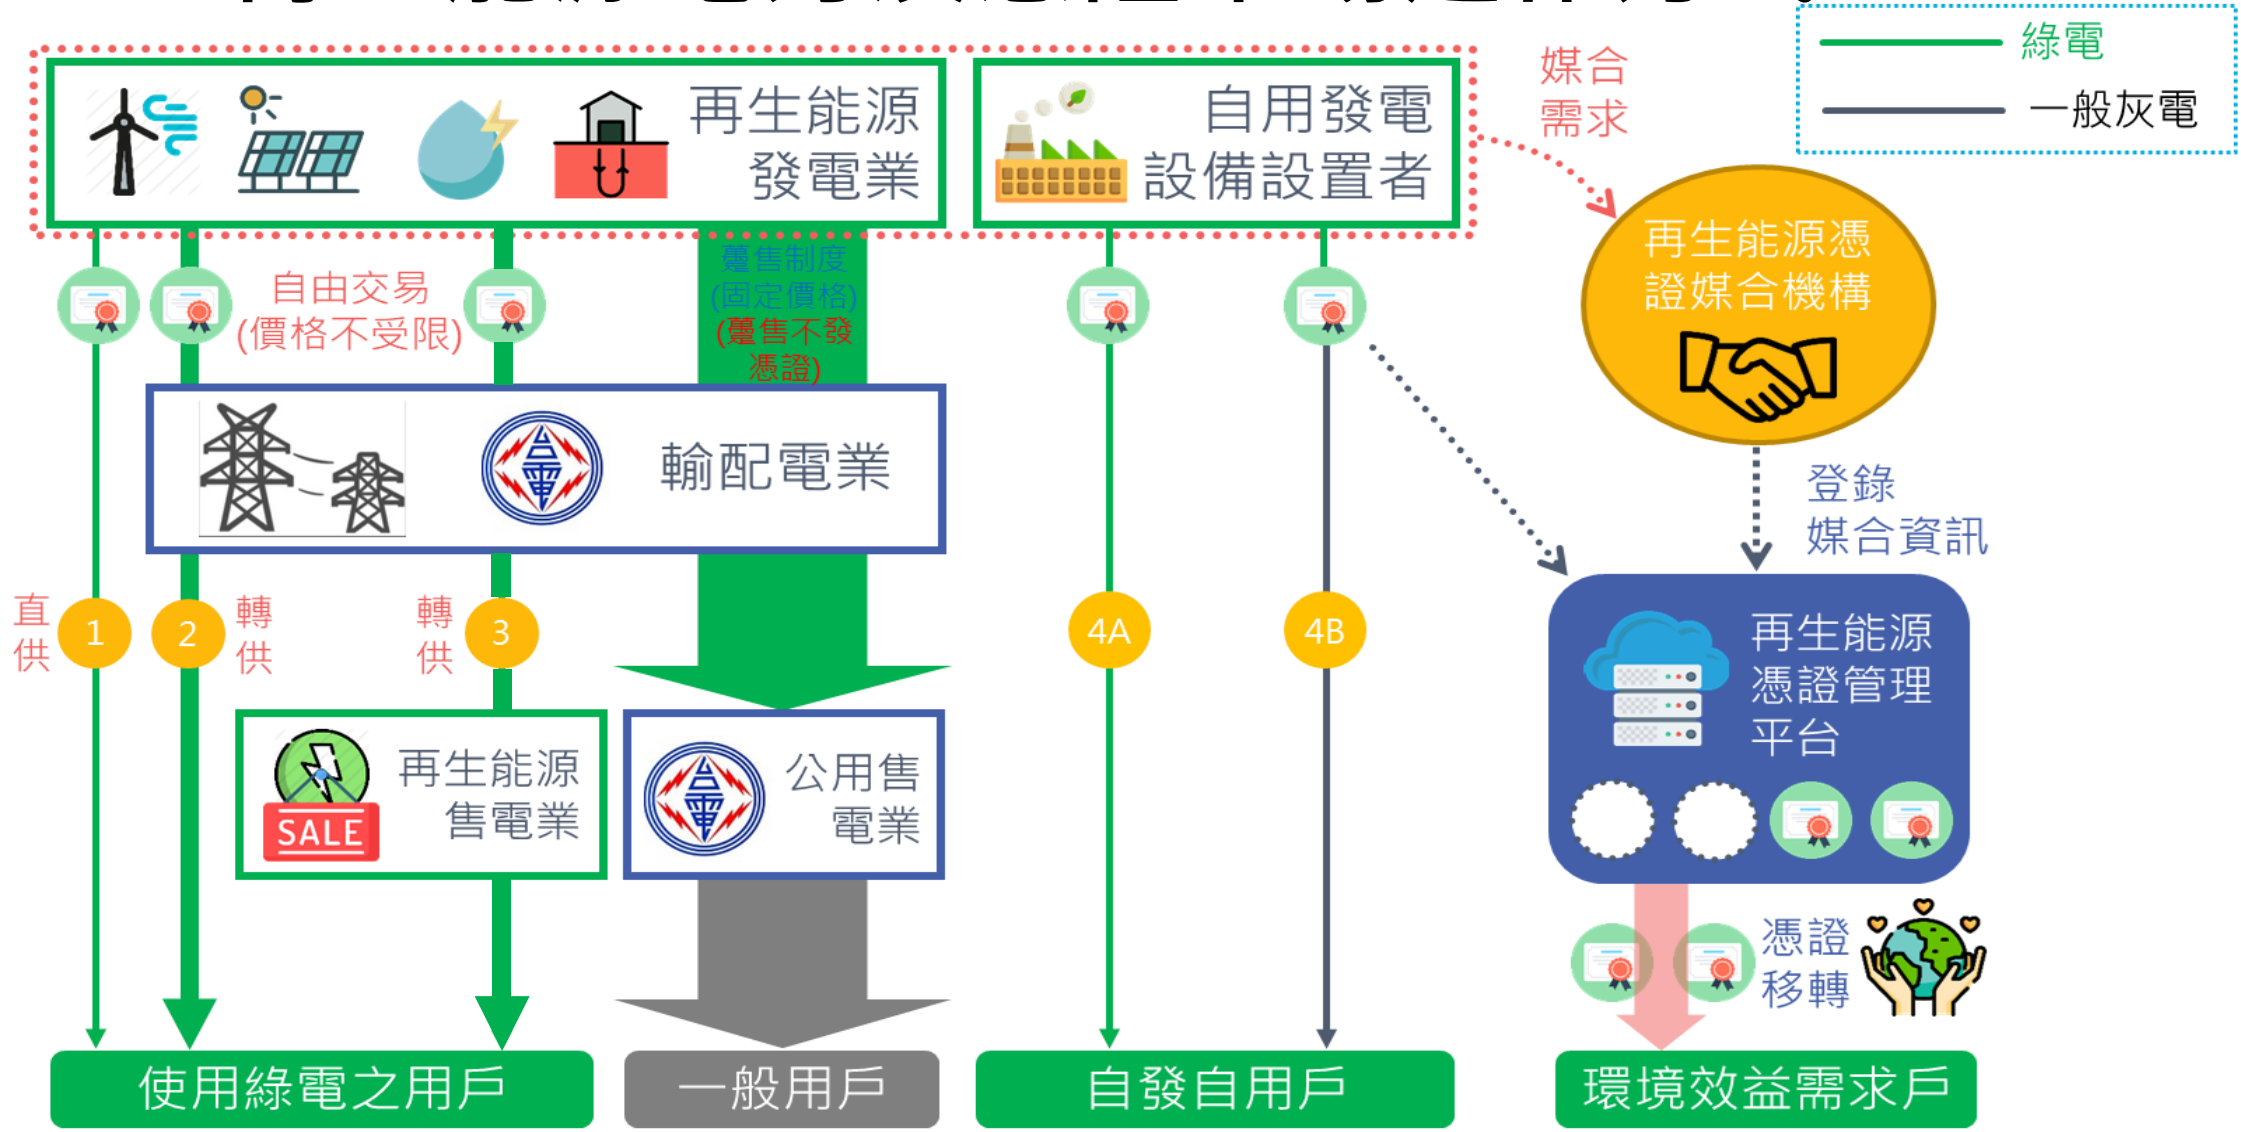 綠電
一般灰電
媒合
需求
再生能源
發電業
自用發電
設備設置者
再生能源憑
證媒合機構
自由交易
(價格不受限)
躉售制度
(固定價格)
(躉售不發
憑證)
輸配電業
登錄
媒合資訊
直
供
1
2
轉
供
轉
供
3
4A
4B
再生能源
憑證管理
平台
SALE
再生能源
售電業
公用售
電業
憑證
移轉
使用綠電之用戶
一般用戶
自發自用戶
環境效益需求戶